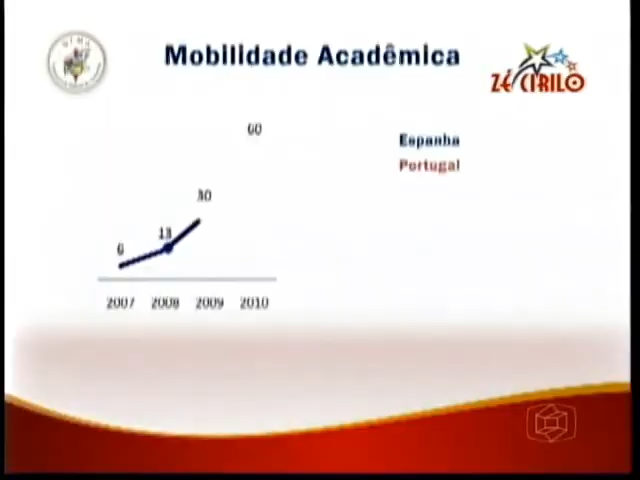 Mobilidade Acadêmica
ZÉ CIRILO
60
Espanha
Portugal
30
13
6
2007 2008 2009 2010